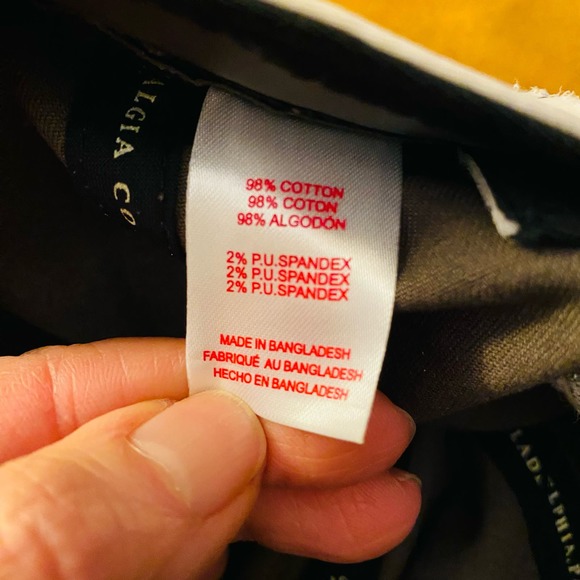 98% COTTON
98% COTON
98% ALGODÓN
2% P.U.SPANDEX
2% P.U.SPANDEX
2% P.U.SPANDEX
MADE IN BANGLADESH
FABRIQUÉ AU BANGLADESH
HECHO EN BANGLADESH